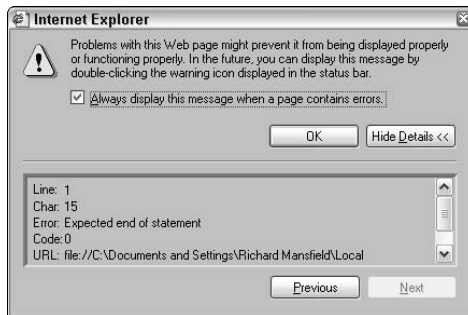 Internet Explorer
Problems with this Web page might prevent it from being displayed properly
or functioning properly. In the future, you can display this message by
double-clicking the warning icon displayed in the status bar.
Always display this message when a page contains errors.
OK
Hide Details <<
Line: 1
Char: 15
Error: Expected end of statement
Code:0
URL: file://C:\Documents and Settings\Richard Mansfield\Local
Previous
Next